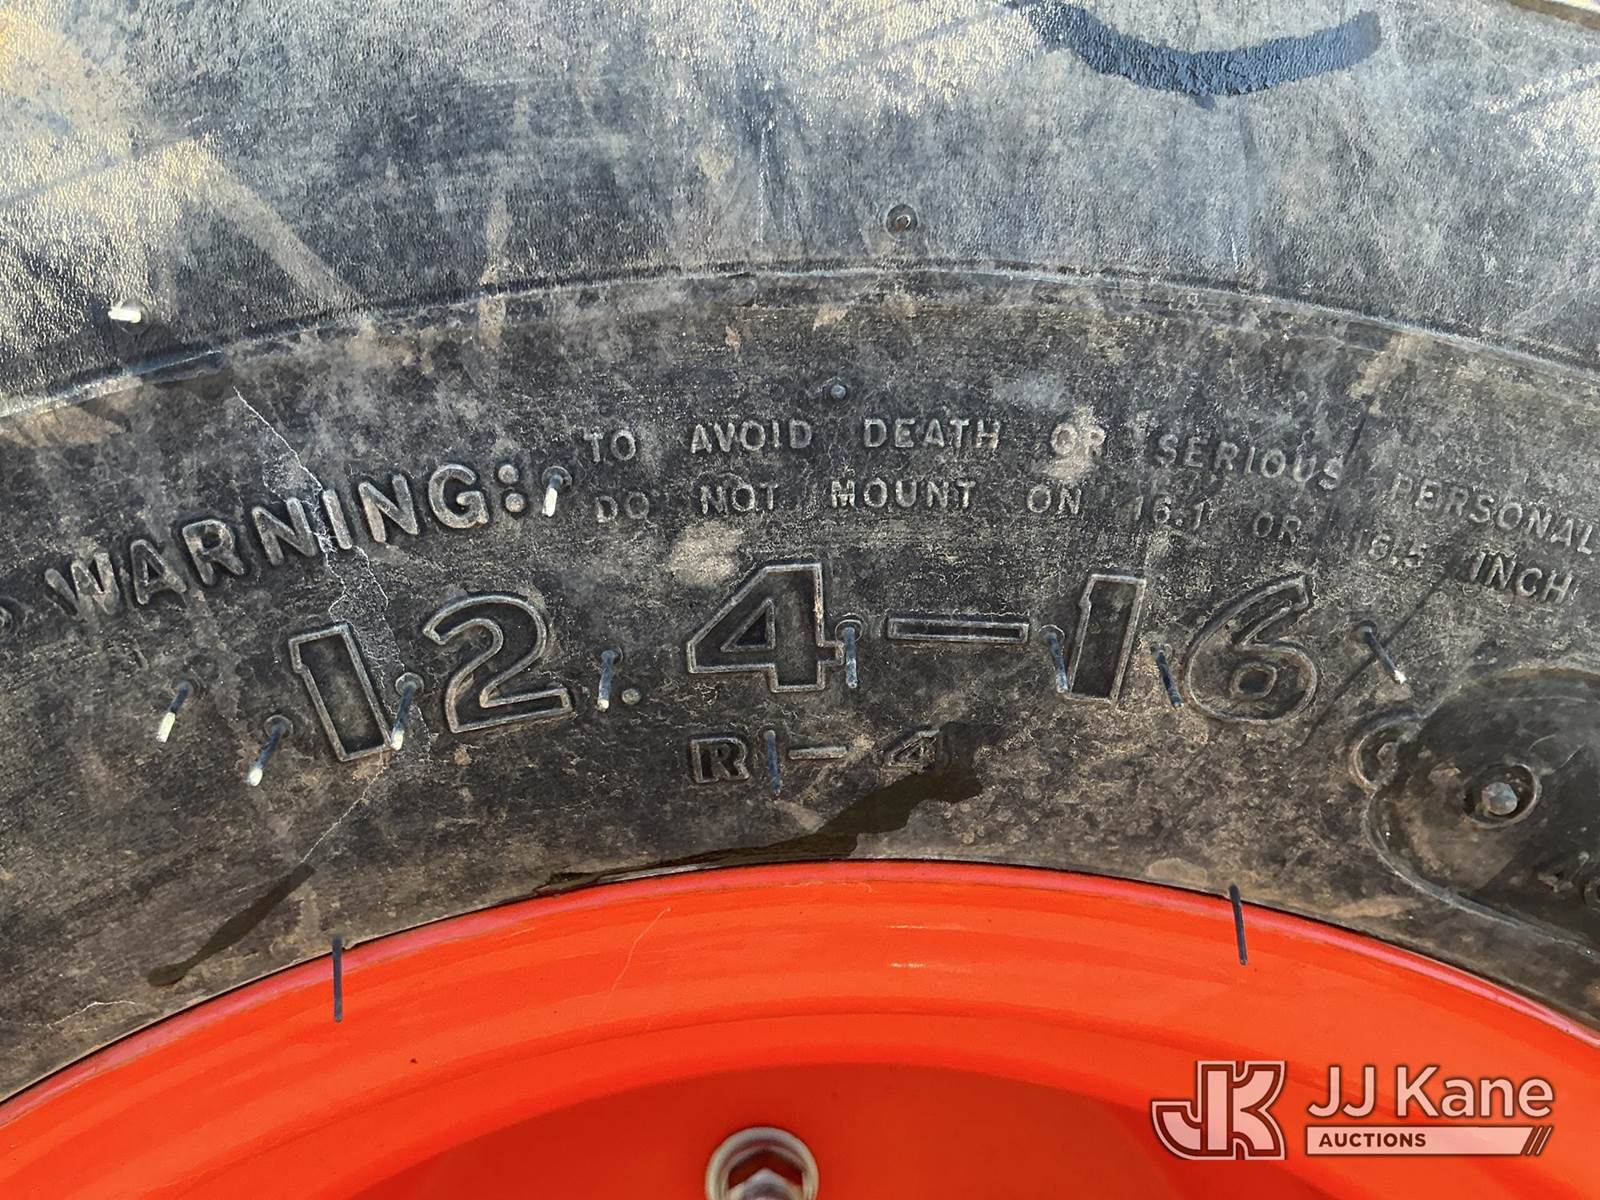 WARNING: TO AVOID DEATH OR SERIOUS PERSONAL
DO NOT MOUNT ON 16.1 OR 16.5 INCH
12.4-16
R-4
JJ Kane
AUCTIONS